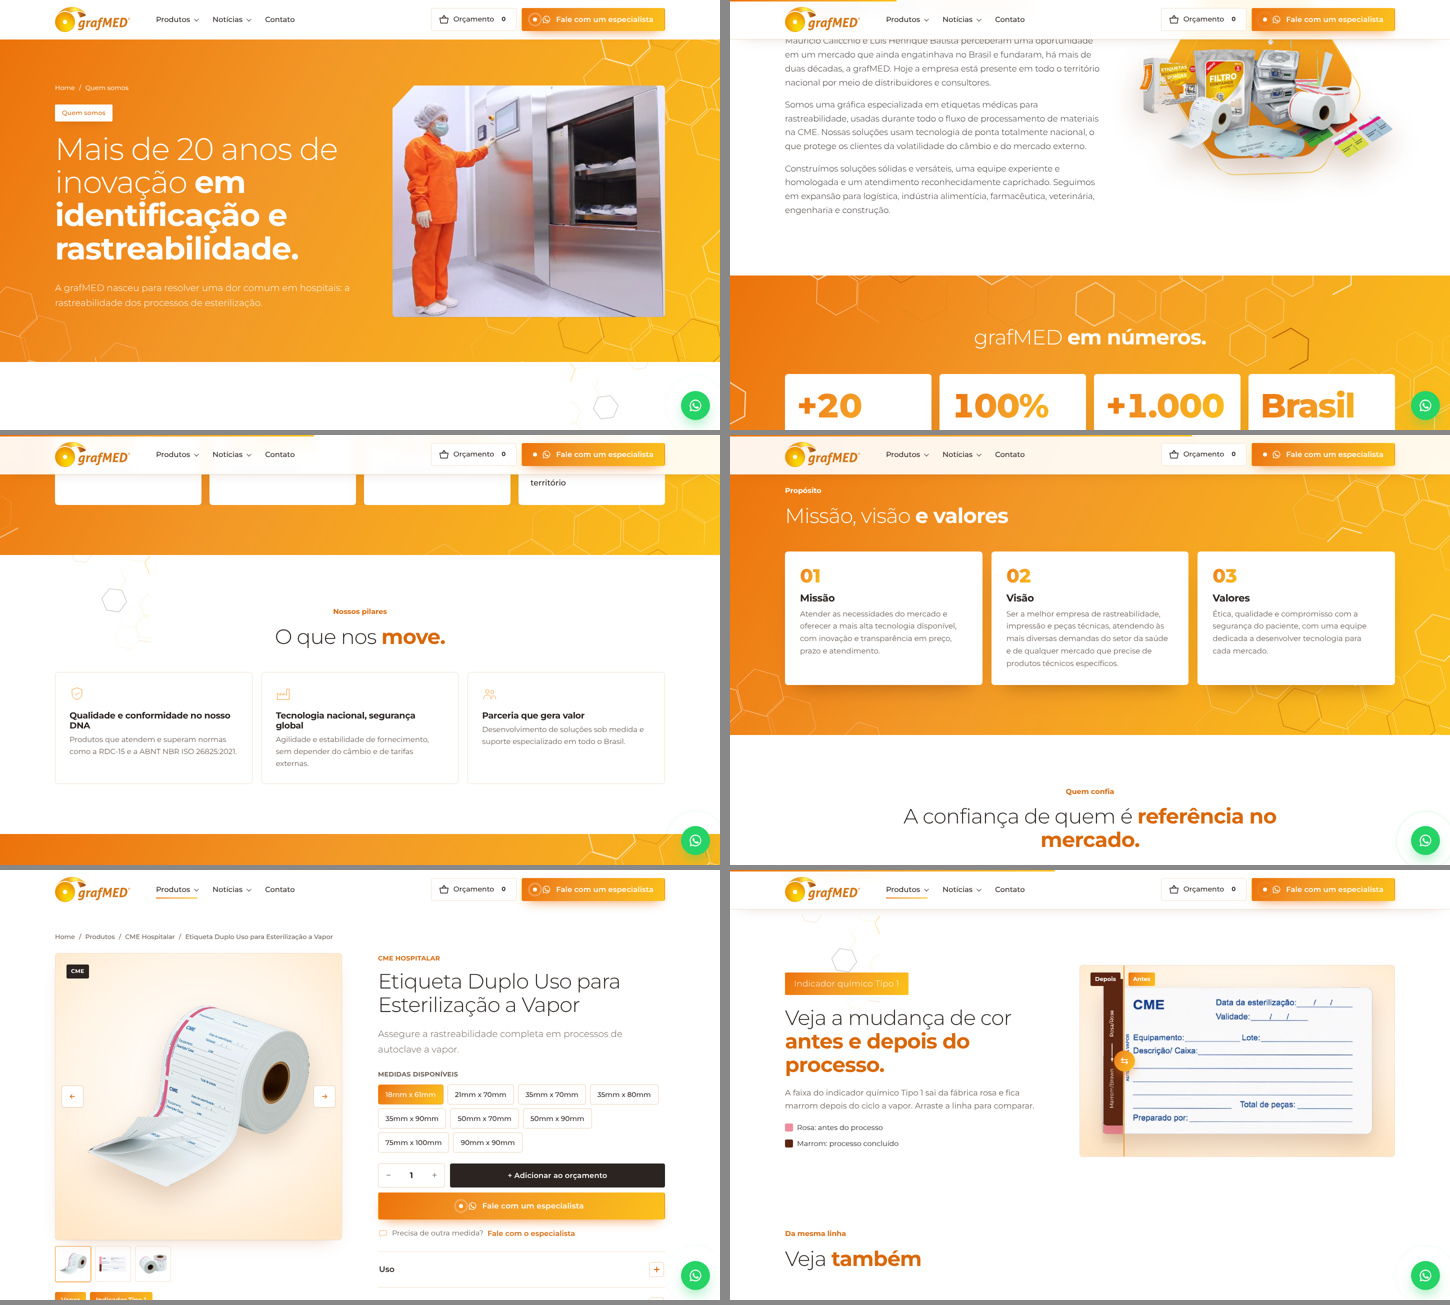 grafMED
Produtos
Notícias
Contato
Orçamento 0
Fale com um especialista
Home / Quem somos
Quem somos
Mais de 20 anos de
inovação em
identificação e
rastreabilidade.
A grafMED nasceu para resolver uma dor comum em hospitais: a
rastreabilidade dos processos de esterilização.
grafMED
Produtos
Notícias
Contato
Orçamento 0
Fale com um especialista
Maurício Calicchio e Luis Henrique Batista perceberam uma oportunidade
em um mercado que ainda engatinhava no Brasil e fundaram, há mais de
duas décadas, a grafMED. Hoje a empresa está presente em todo o território
nacional por meio de distribuidores e consultores.
Somos uma gráfica especializada em etiquetas médicas para
rastreabilidade, usadas durante todo o fluxo de processamento de materiais
na CME. Nossas soluções usam tecnologia de ponta totalmente nacional, o
que protege os clientes da volatilidade do câmbio e do mercado externo.
Construímos soluções sólidas e versáteis, uma equipe experiente e
homologada e um atendimento reconhecidamente caprichado. Seguimos
em expansão para logística, indústria alimentícia, farmacêutica, veterinária,
engenharia e construção.
FILTRO
grafMED em números.
+20
100%
+1.000
Brasil
grafMED
Produtos
Notícias
Contato
Orçamento 0
Fale com um especialista
território
Nossos pilares
O que nos move.
Qualidade e conformidade no nosso
DNA
Produtos que atendem e superam normas
como a RDC-15 e a ABNT NBR ISO 26825:2021.
Tecnologia nacional, segurança
global
Agilidade e estabilidade de fornecimento,
sem depender do câmbio e de tarifas
externas.
Parceria que gera valor
Desenvolvimento de soluções sob medida e
suporte especializado em todo o Brasil.
grafMED
Produtos
Notícias
Contato
Orçamento 0
Fale com um especialista
Propósito
Missão, visão e valores
01
Missão
Atender as necessidades do mercado e
oferecer a mais alta tecnologia disponível,
com inovação e transparência em preço,
prazo e atendimento.
02
Visão
Ser a melhor empresa de rastreabilidade,
impressão e peças técnicas, atendendo às
mais diversas demandas do setor da saúde
e de qualquer mercado que precise de
produtos técnicos específicos.
03
Valores
Ética, qualidade e compromisso com a
segurança do paciente, com uma equipe
dedicada a desenvolver tecnologia para
cada mercado.
Quem confia
A confiança de quem é referência no
mercado.
grafMED
Produtos
Notícias
Contato
Orçamento 0
Fale com um especialista
Home / Produtos / CME Hospitalar / Etiqueta Duplo Uso para Esterilização a Vapor
CME
CME HOSPITALAR
Etiqueta Duplo Uso para
Esterilização a Vapor
Assegure a rastreabilidade completa em processos de
autoclave a vapor.
MEDIDAS DISPONÍVEIS
18mm x 61mm
21mm x 70mm
35mm x 70mm
35mm x 80mm
35mm x 90mm
50mm x 70mm
50mm x 90mm
75mm x 100mm
90mm x 90mm
− 1 +
+ Adicionar ao orçamento
Fale com um especialista
Precisa de outra medida? Fale com o especialista
Uso +
Vapor
Indicador Tipo 1
grafMED
Produtos
Notícias
Contato
Orçamento 0
Fale com um especialista
Indicador químico Tipo 1
Veja a mudança de cor
antes e depois do
processo.
A faixa do indicador químico Tipo 1 sai da fábrica rosa e fica
marrom depois do ciclo a vapor. Arraste a linha para comparar.
Rosa: antes do processo
Marrom: processo concluído
Depois
Antes
CME
Data da esterilização: / /
Validade: / /
Equipamento: Lote:
Descrição/ Caixa:
Total de peças:
Preparado por:
Marrom/Brown
Rosa/Rose
Da mesma linha
Veja também